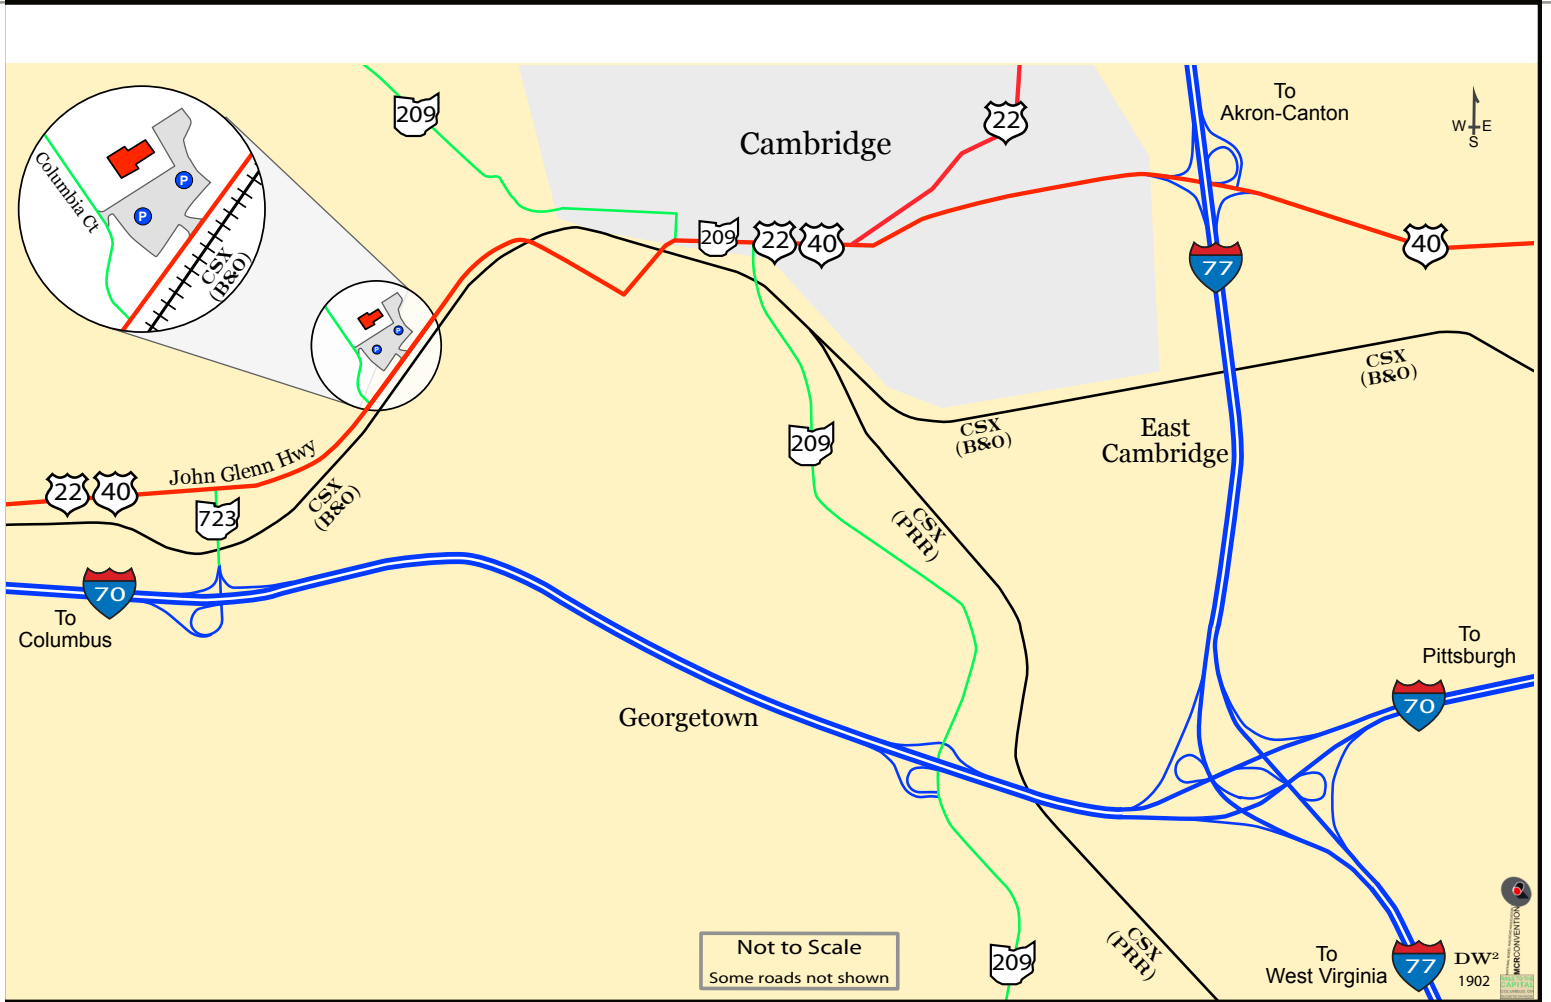 209
Cambridge
22
To
Akron-Canton
W E
S
Columbia Ct
P
P
CSX
(B&O)
209
22
40
40
77
P
P
CSX
(B&O)
CSX
(B&O)
East
Cambridge
209
John Glenn Hwy
22
40
723
CSX
(B&O)
CSX
(PRR)
70
To
Columbus
To
Pittsburgh
70
Georgetown
Not to Scale
Some roads not shown
209
CSX
(PRR)
To
West Virginia
77
DW²
1902
MCRCONVENTION
CAPITAL